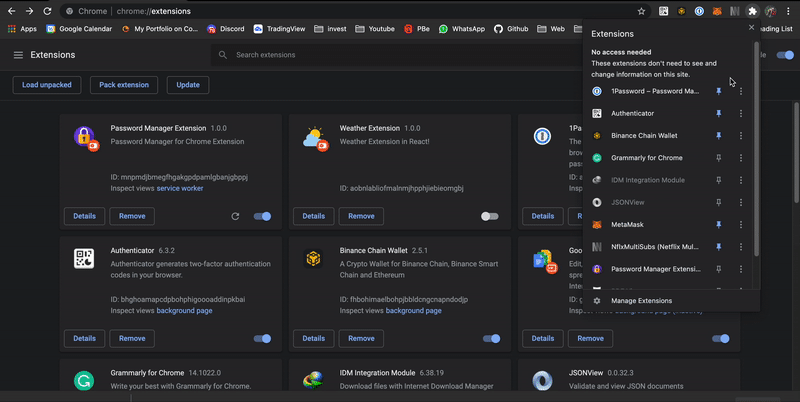 Chrome | chrome://extensions
Apps
Google Calendar
My Portfolio on Co...
Discord
TradingView
invest
Youtube
PBe
WhatsApp
Github
Web
Reading List
Extensions
Search extensions
Load unpacked
Pack extension
Update
Password Manager Extension 1.0.0
Password Manager for Chrome Extension
ID: mnpmdjbmegfhgakgpdpamlgbanjgbppj
Inspect views service worker
Details
Remove
Weather Extension 1.0.0
Weather Extension in React!
ID: aobnlabliofmalnmjhpphjiebieomgbj
Details
Remove
Details
Remove
Authenticator 6.3.2
Authenticator generates two-factor authentication
codes in your browser.
ID: bhghoamapcdpbohphigoooaddinpkbai
Inspect views background page
Details
Remove
Binance Chain Wallet 2.5.1
A Crypto Wallet for Binance Chain, Binance Smart
Chain and Ethereum
ID: fhbohimaelbohpjbbldcngcnapndodjp
Inspect views background page
Details
Remove
Details
Remove
Grammarly for Chrome 14.1022.0
Write your best with Grammarly for Chrome.
IDM Integration Module 6.38.19
Download files with Internet Download Manager
JSONView 0.0.32.3
Validate and view JSON documents
Extensions
No access needed
These extensions don't need to see and
change information on this site.
1Password – Password Ma...
Authenticator
Binance Chain Wallet
Grammarly for Chrome
IDM Integration Module
JSONView
MetaMask
NflxMultiSubs (Netflix Mul...
Password Manager Extensi...
Manage Extensions